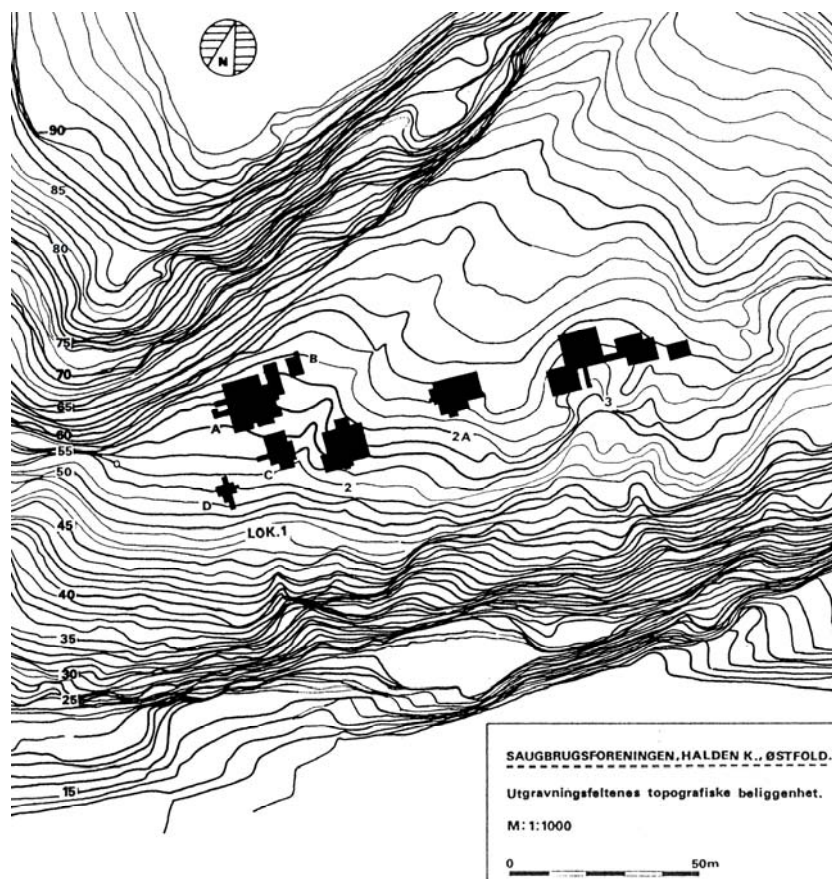 N
90
85
80
75
70
65
60
55
50
45
40
35
30
25
15
B
A
C
D
2
2A
3
LOK.1
SAUGBRUGSFORENINGEN, HALDEN K., ØSTFOLD.
Utgravningsfeltenes topografiske beliggenhet.
M: 1:1000
0 50m